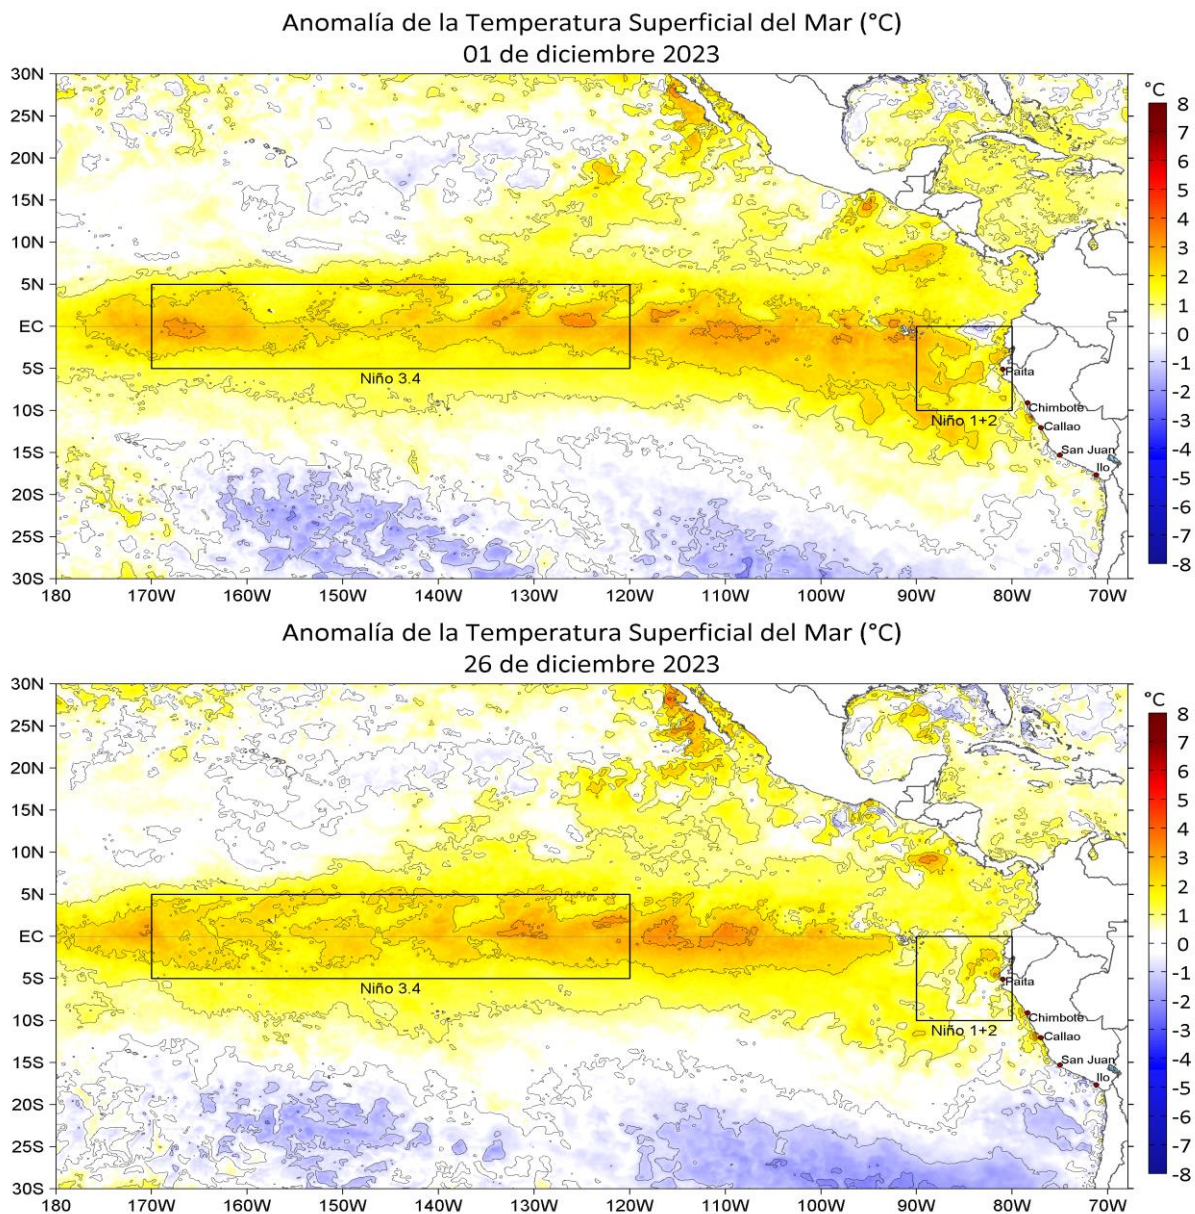 Anomalía de la Temperatura Superficial del Mar (°C)
01 de diciembre 2023
30N
25N
20N
15N
10N
5N
EC
5S
10S
15S
20S
25S
30S
180
170W
160W
150W
140W
130W
120W
110W
100W
90W
80W
70W
Niño 3.4
Niño 1+2
Paita
Chimbote
Callao
San Juan
Ilo
°C
8
7
6
5
4
3
2
1
0
-1
-2
-3
-4
-5
-6
-7
-8
Anomalía de la Temperatura Superficial del Mar (°C)
26 de diciembre 2023
30N
25N
20N
15N
10N
5N
EC
5S
10S
15S
20S
25S
30S
180
170W
160W
150W
140W
130W
120W
110W
100W
90W
80W
70W
Niño 3.4
Niño 1+2
Paita
Chimbote
Callao
San Juan
Ilo
°C
8
7
6
5
4
3
2
1
0
-1
-2
-3
-4
-5
-6
-7
-8